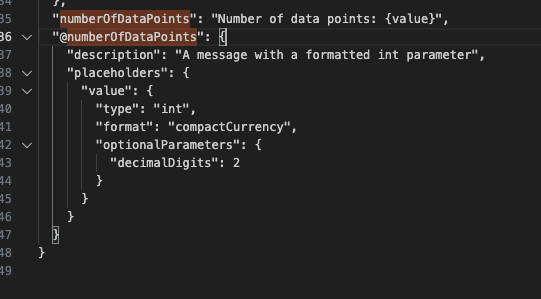 34 },
35 "numberOfDataPoints": "Number of data points: {value}",
36 "@numberOfDataPoints": {
37 "description": "A message with a formatted int parameter",
38 "placeholders": {
39 "value": {
40 "type": "int",
41 "format": "compactCurrency",
42 "optionalParameters": {
43 "decimalDigits": 2
44 }
45 }
46 }
47 }
48 }
49